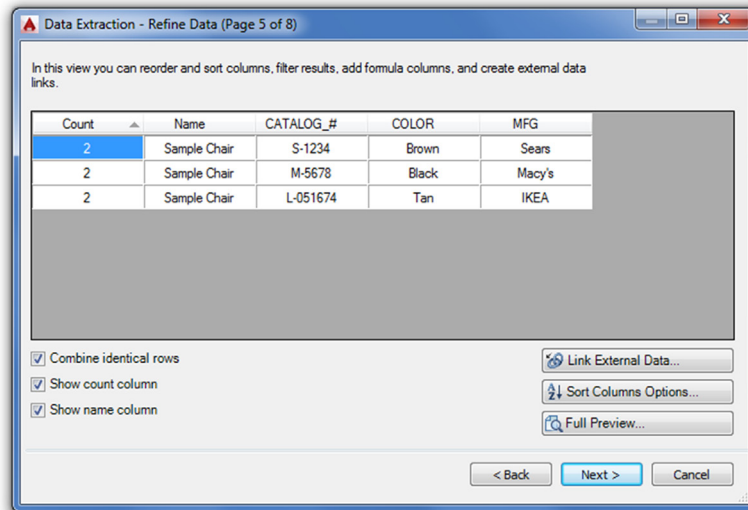 Data Extraction - Refine Data (Page 5 of 8)
In this view you can reorder and sort columns, filter results, add formula columns, and create external data
links.
Count Name CATALOG_# COLOR MFG
2 Sample Chair S-1234 Brown Sears
2 Sample Chair M-5678 Black Macy's
2 Sample Chair L-051674 Tan IKEA
Combine identical rows
Show count column
Show name column
Link External Data...
Sort Columns Options...
Full Preview...
< Back Next > Cancel